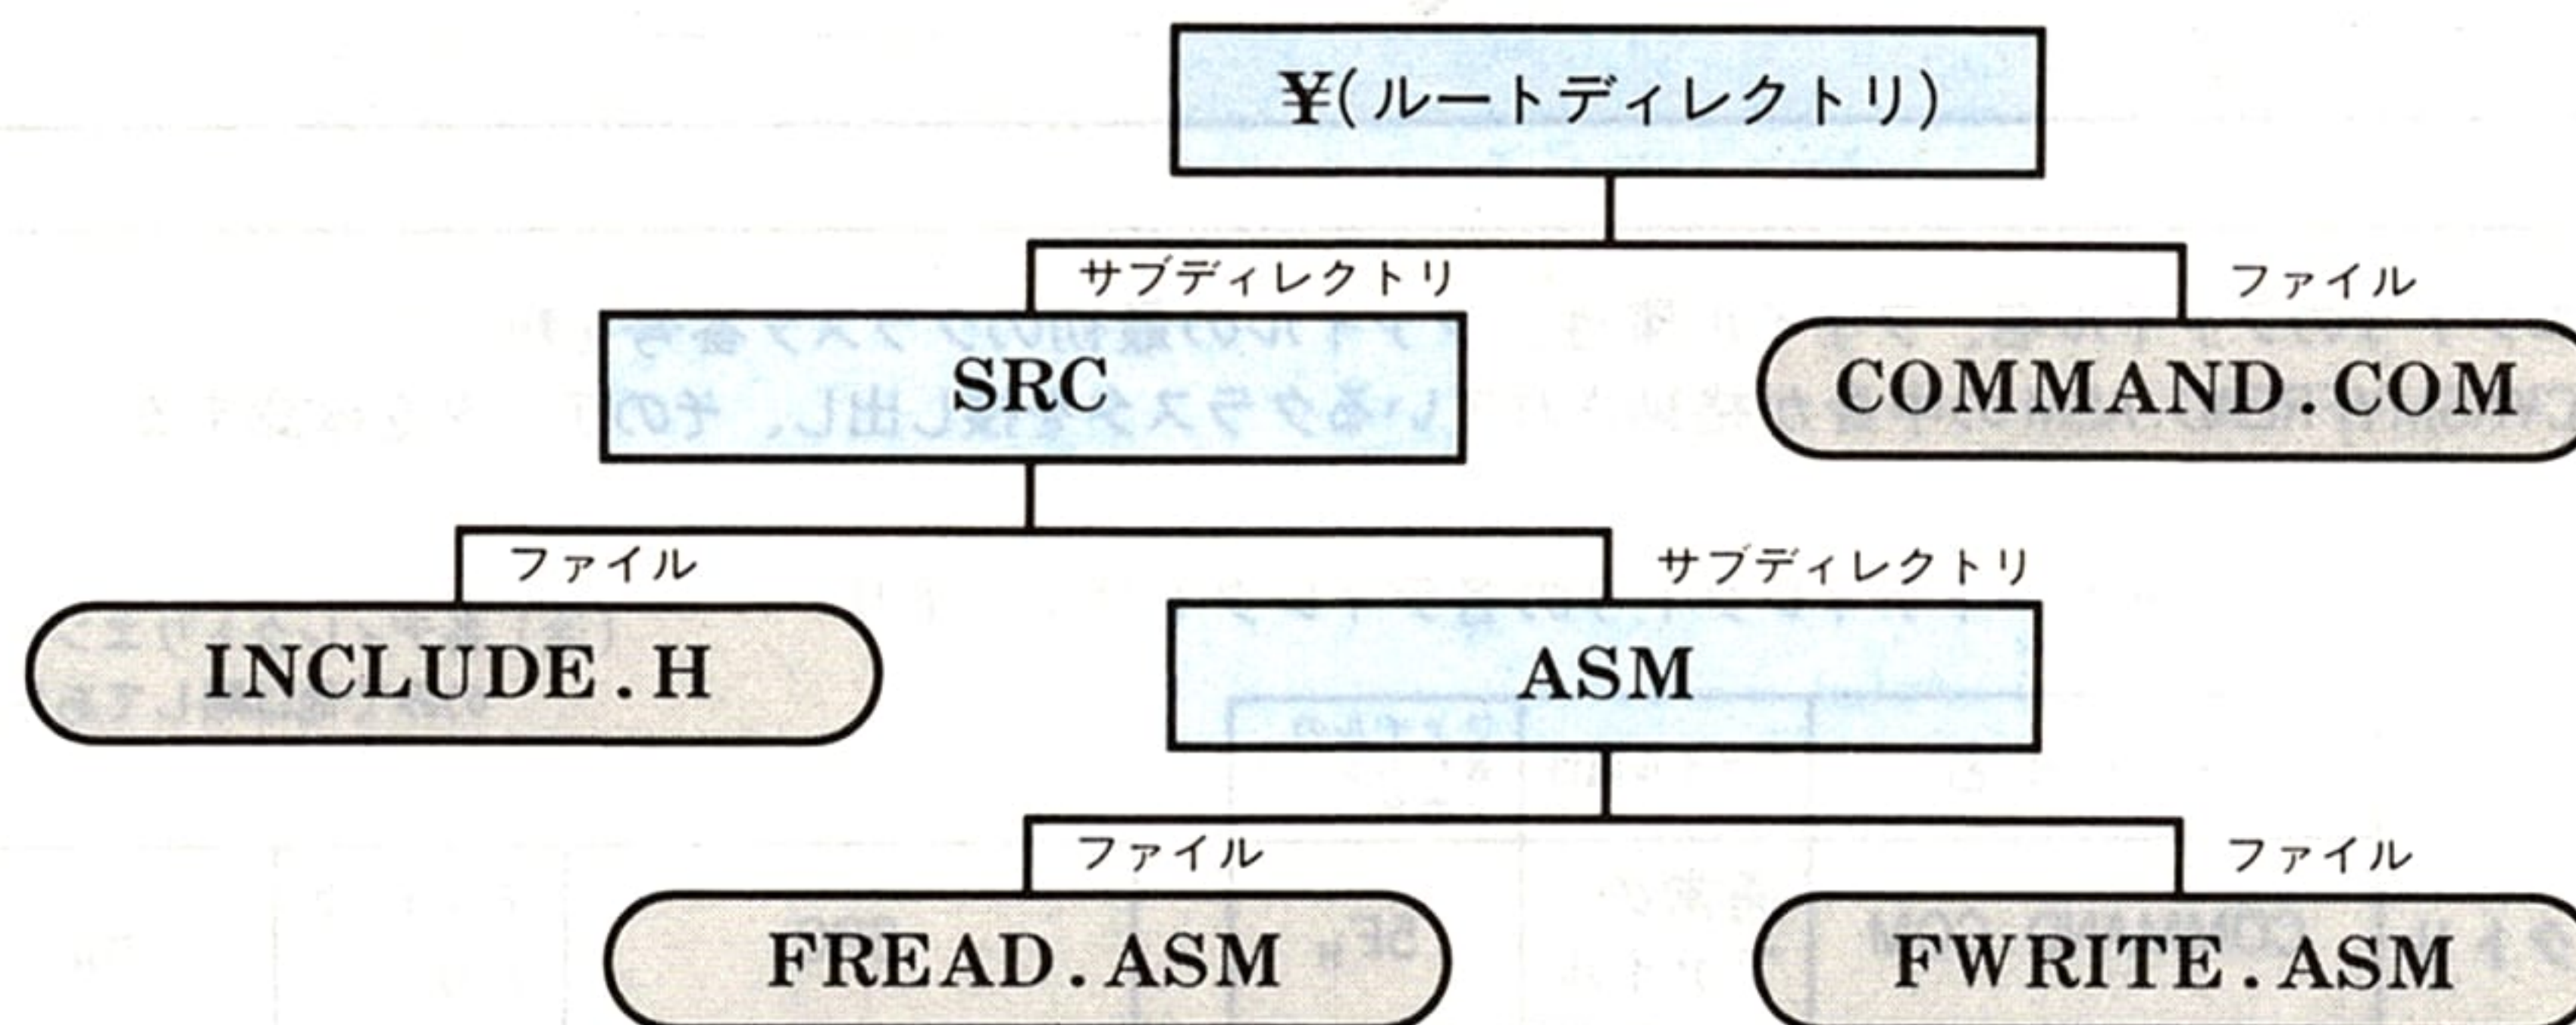 ¥(ルートディレクトリ)
サブディレクトリ
ファイル
SRC
COMMAND.COM
ファイル
サブディレクトリ
INCLUDE.H
ASM
ファイル
ファイル
FREAD.ASM
FWRITE.ASM